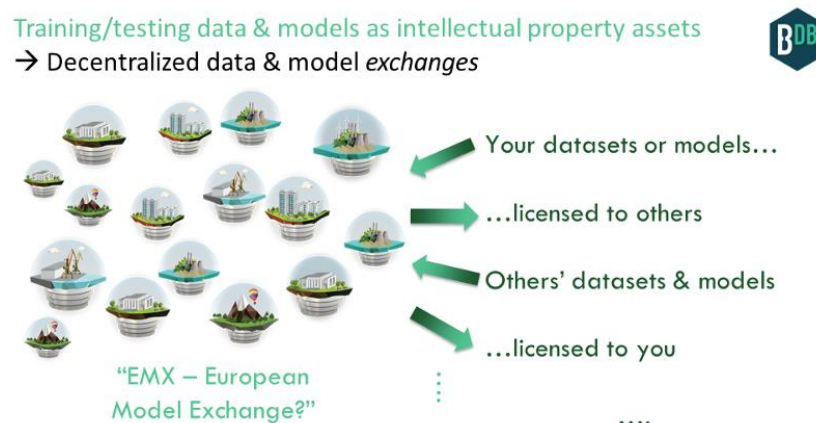 Training/testing data & models as intellectual property assets
→ Decentralized data & model exchanges
BDB
Your datasets or models…
…licensed to others
Others’ datasets & models
…licensed to you
“EMX – European
Model Exchange?”